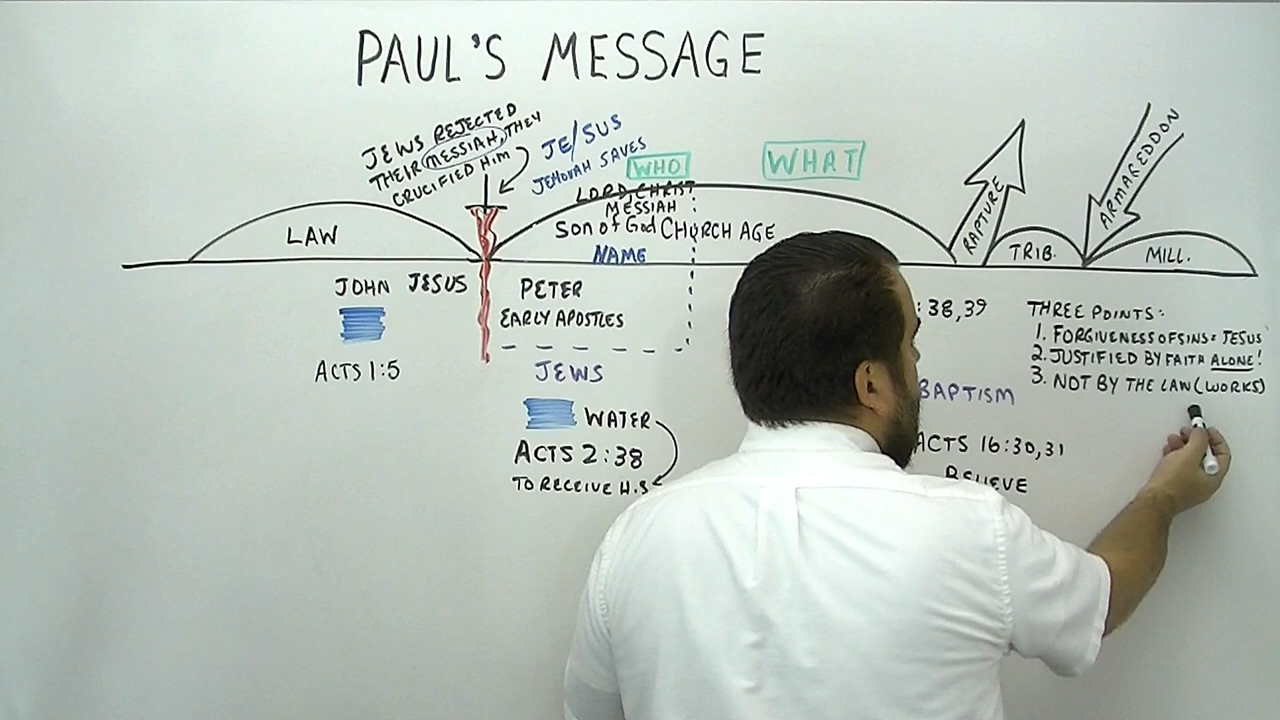 PAUL'S MESSAGE
JEWS REJECTED
THEIR MESSIAH, THEY
CRUCIFIED HIM
JE/SUS
JEHOVAH SAVES
WHO
WHAT
LORD, CHRIST
MESSIAH
Son of God CHURCH AGE
NAME
LAW
RAPTURE
TRIB.
ARMAGEDDON
MILL.
JOHN JESUS
ACTS 1:5
PETER
EARLY APOSTLES
JEWS
WATER
ACTS 2:38
TO RECEIVE H.S
:38,39
BAPTISM
ACTS 16:30,31
BELIEVE
THREE POINTS:
1. FORGIVENESS OF SINS = JESUS
2. JUSTIFIED BY FAITH ALONE!
3. NOT BY THE LAW (WORKS)